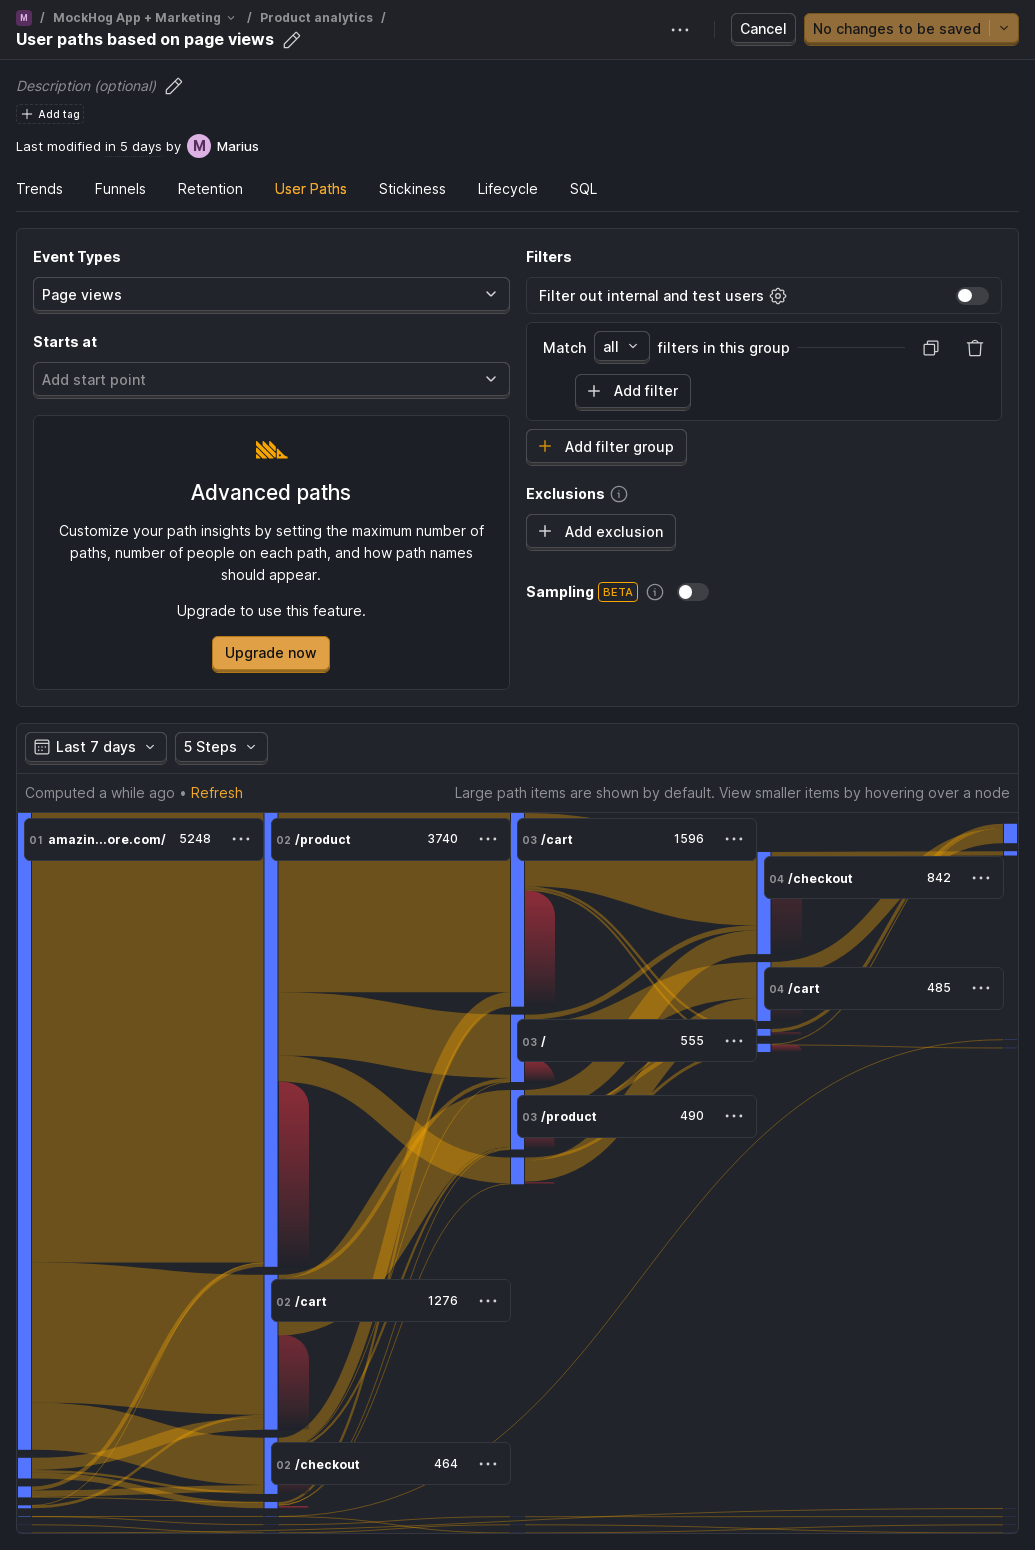 M / MockHog App + Marketing / Product analytics /
User paths based on page views
Cancel
No changes to be saved
Description (optional)
Add tag
Last modified in 5 days by M Marius
Trends Funnels Retention User Paths Stickiness Lifecycle SQL
Event Types
Page views
Starts at
Add start point
Advanced paths
Customize your path insights by setting the maximum number of
paths, number of people on each path, and how path names
should appear.
Upgrade to use this feature.
Upgrade now
Filters
Filter out internal and test users
Match all filters in this group
Add filter
Add filter group
Exclusions
Add exclusion
Sampling BETA
Last 7 days 5 Steps
Computed a while ago • Refresh
Large path items are shown by default. View smaller items by hovering over a node
01 amazin...ore.com/ 5248
02 /product 3740
03 /cart 1596
04 /checkout 842
04 /cart 485
03 / 555
03 /product 490
02 /cart 1276
02 /checkout 464